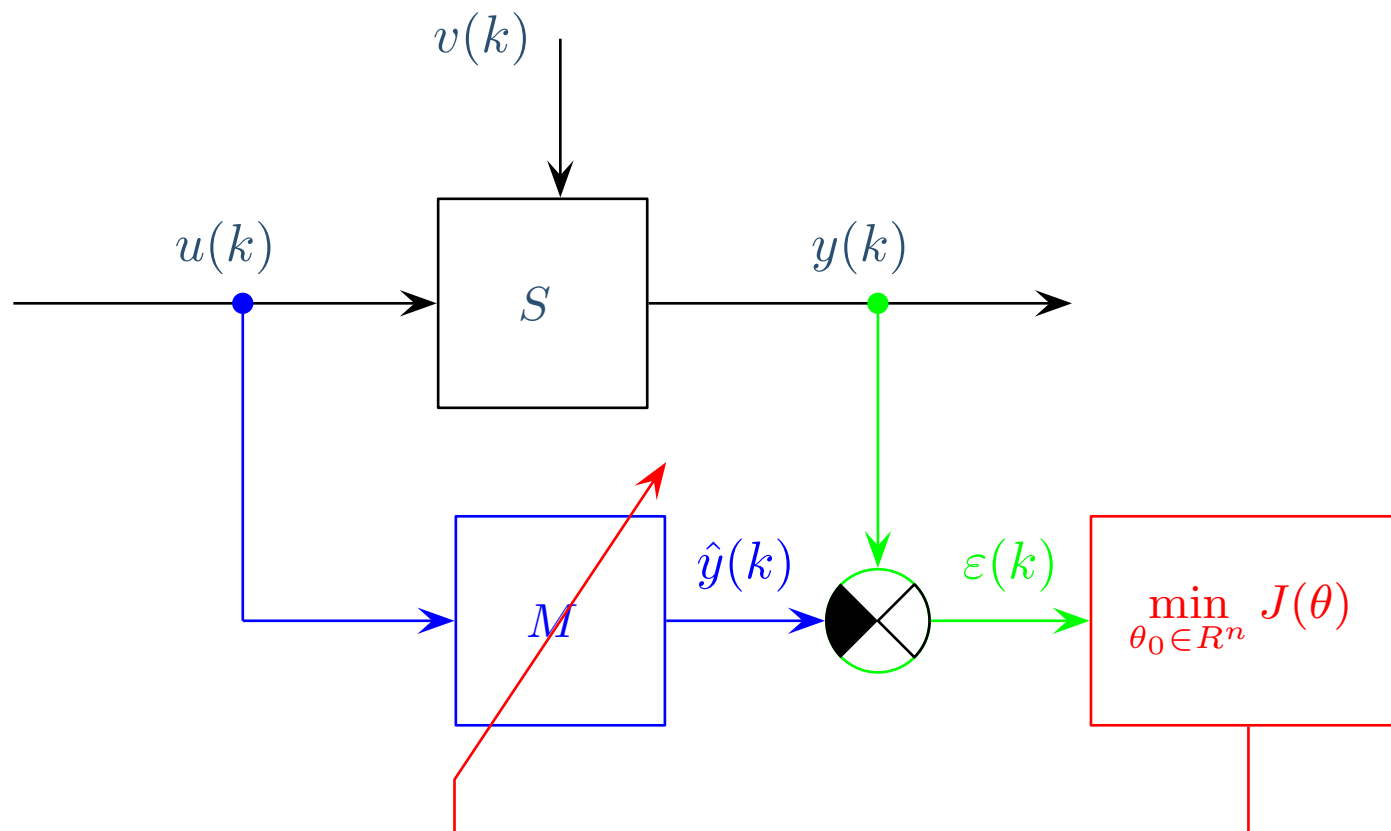 v(k)
u(k)
y(k)
S
ŷ(k)
ε(k)
M
min J(θ)
θ₀∈Rⁿ